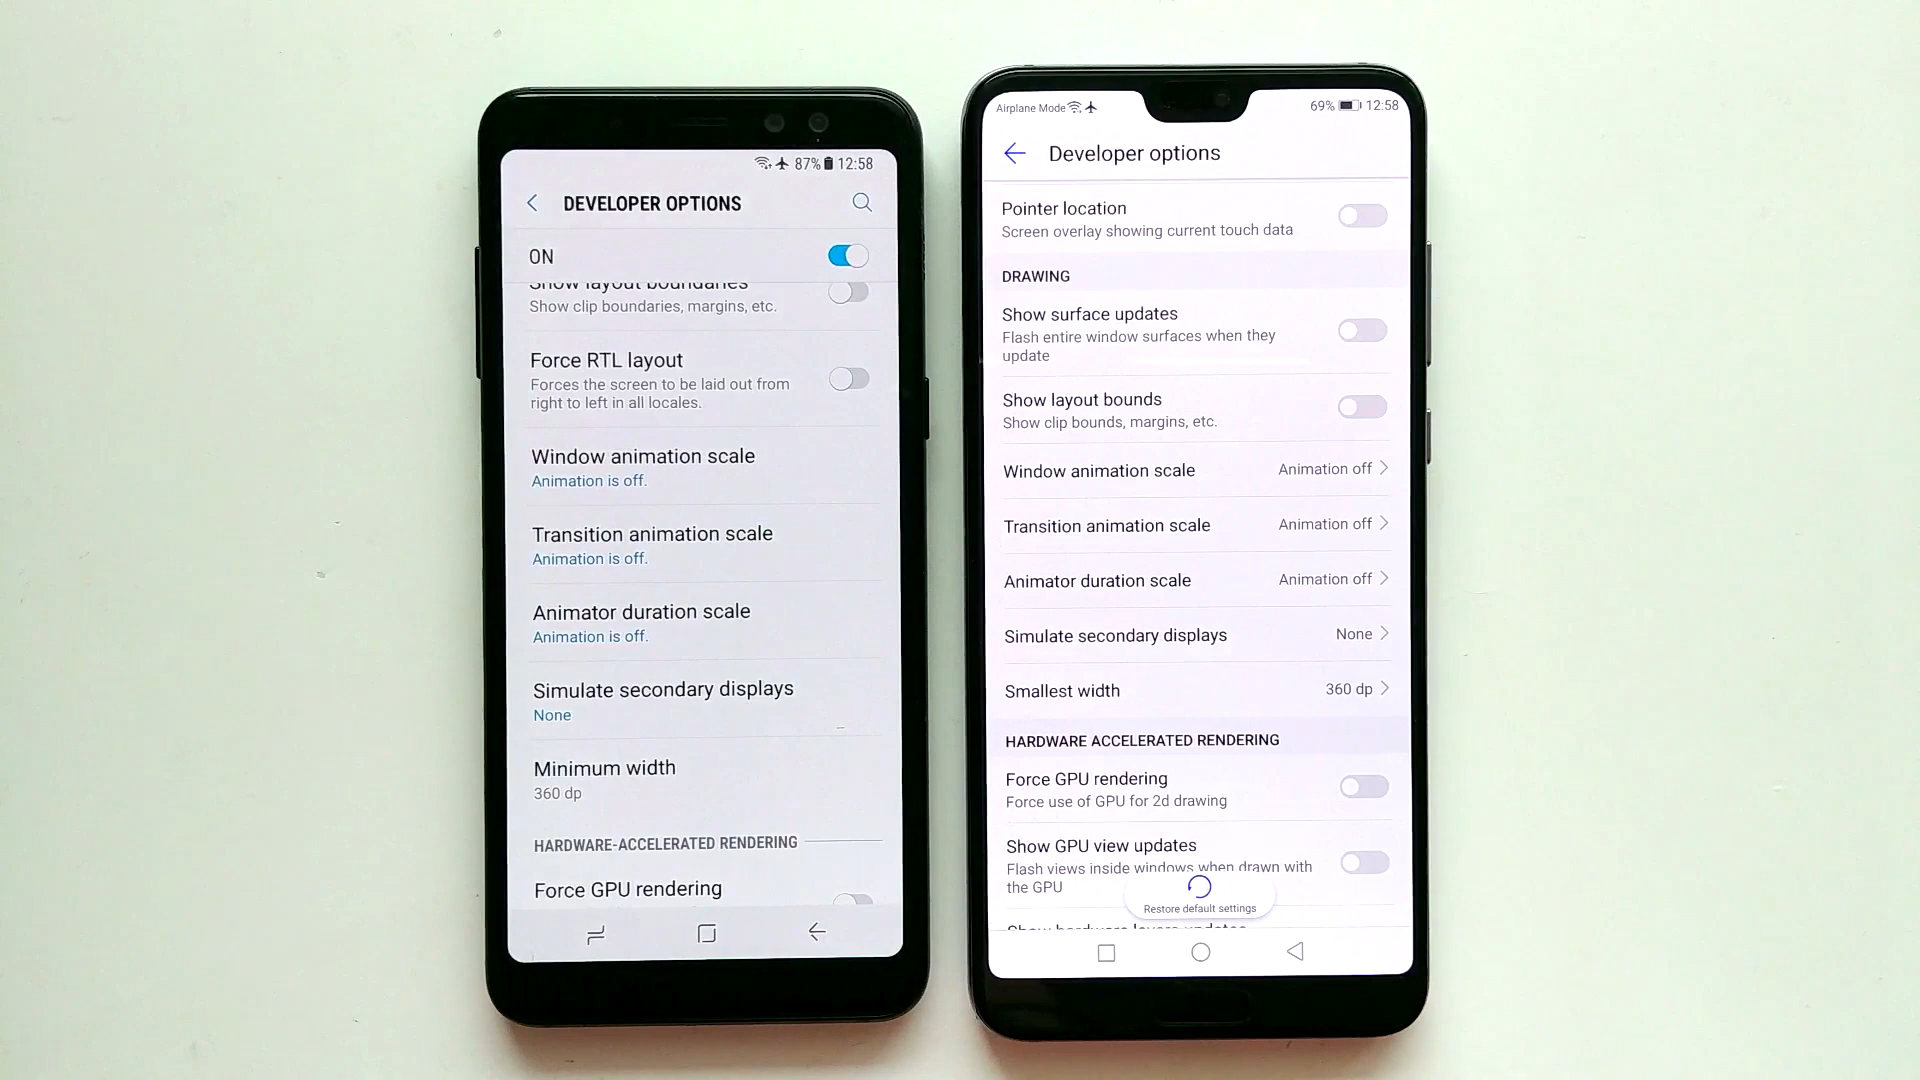 87% 12:58
DEVELOPER OPTIONS
ON
Show layout boundaries
Show clip boundaries, margins, etc.
Force RTL layout
Forces the screen to be laid out from
right to left in all locales.
Window animation scale
Animation is off.
Transition animation scale
Animation is off.
Animator duration scale
Animation is off.
Simulate secondary displays
None
Minimum width
360 dp
HARDWARE-ACCELERATED RENDERING
Force GPU rendering
Airplane Mode 69% 12:58
Developer options
Pointer location
Screen overlay showing current touch data
DRAWING
Show surface updates
Flash entire window surfaces when they
update
Show layout bounds
Show clip bounds, margins, etc.
Window animation scale Animation off
Transition animation scale Animation off
Animator duration scale Animation off
Simulate secondary displays None
Smallest width 360 dp
HARDWARE ACCELERATED RENDERING
Force GPU rendering
Force use of GPU for 2d drawing
Show GPU view updates
Flash views inside windows when drawn with
the GPU
Restore default settings
Show hardware layers updates